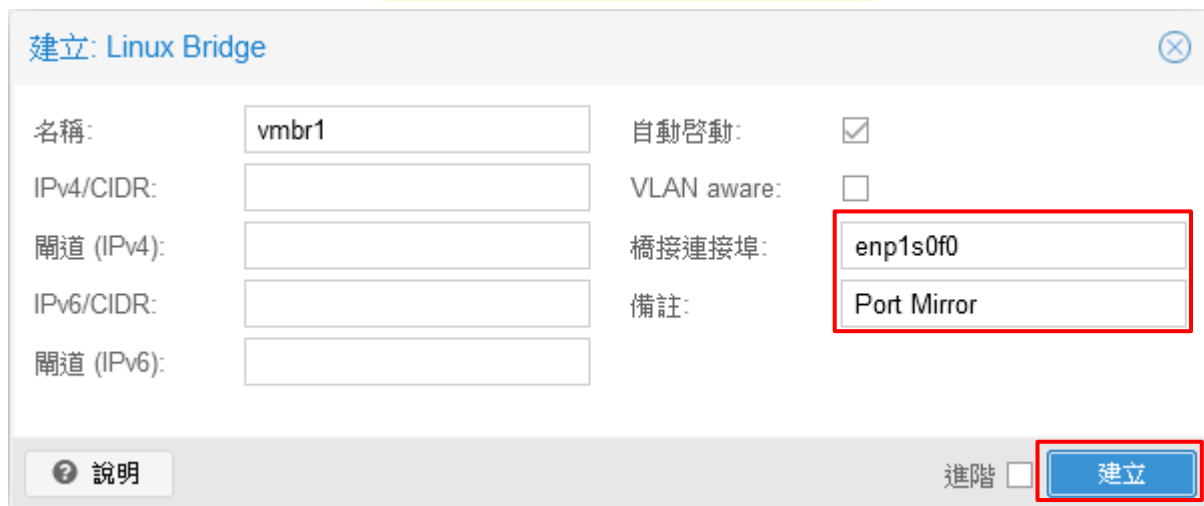 建立: Linux Bridge
名稱: vmbr1 自動啓動:
IPv4/CIDR: VLAN aware:
閘道 (IPv4): 橋接連接埠: enp1s0f0
IPv6/CIDR: 備註: Port Mirror
閘道 (IPv6):
說明 進階 建立